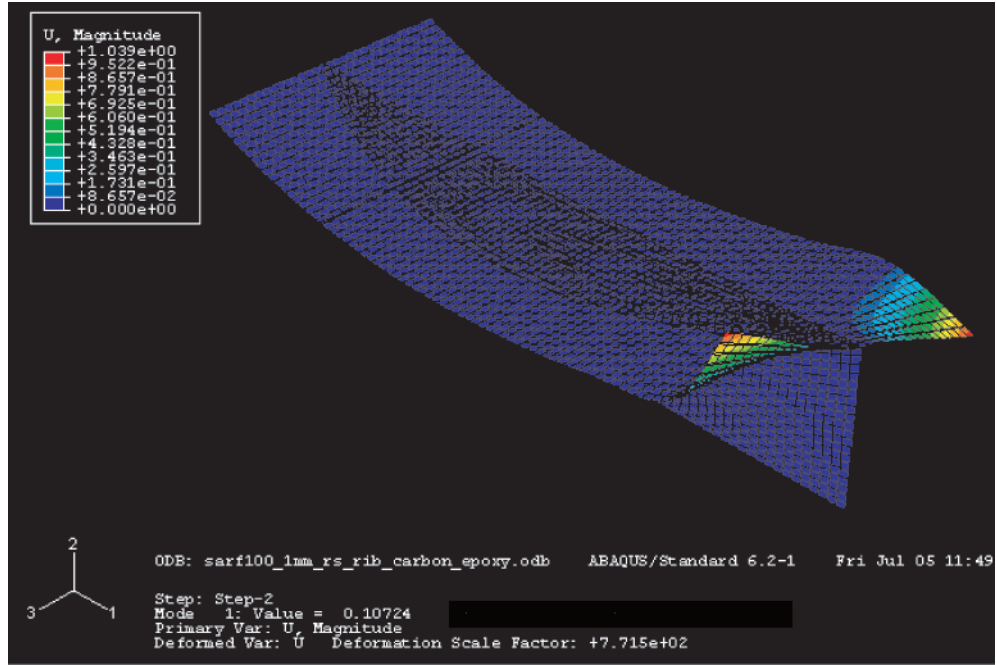 U, Magnitude
+1.039e+00
+9.522e-01
+8.657e-01
+7.791e-01
+6.925e-01
+6.060e-01
+5.194e-01
+4.328e-01
+3.463e-01
+2.597e-01
+1.731e-01
+8.657e-02
+0.000e+00
2
3
1
ODB: sarf100_1mm_rs_rib_carbon_epoxy.odb ABAQUS/Standard 6.2-1 Fri Jul 05 11:49
Step: Step-2
Mode 1: Value = 0.10724
Primary Var: U, Magnitude
Deformed Var: U Deformation Scale Factor: +7.715e+02